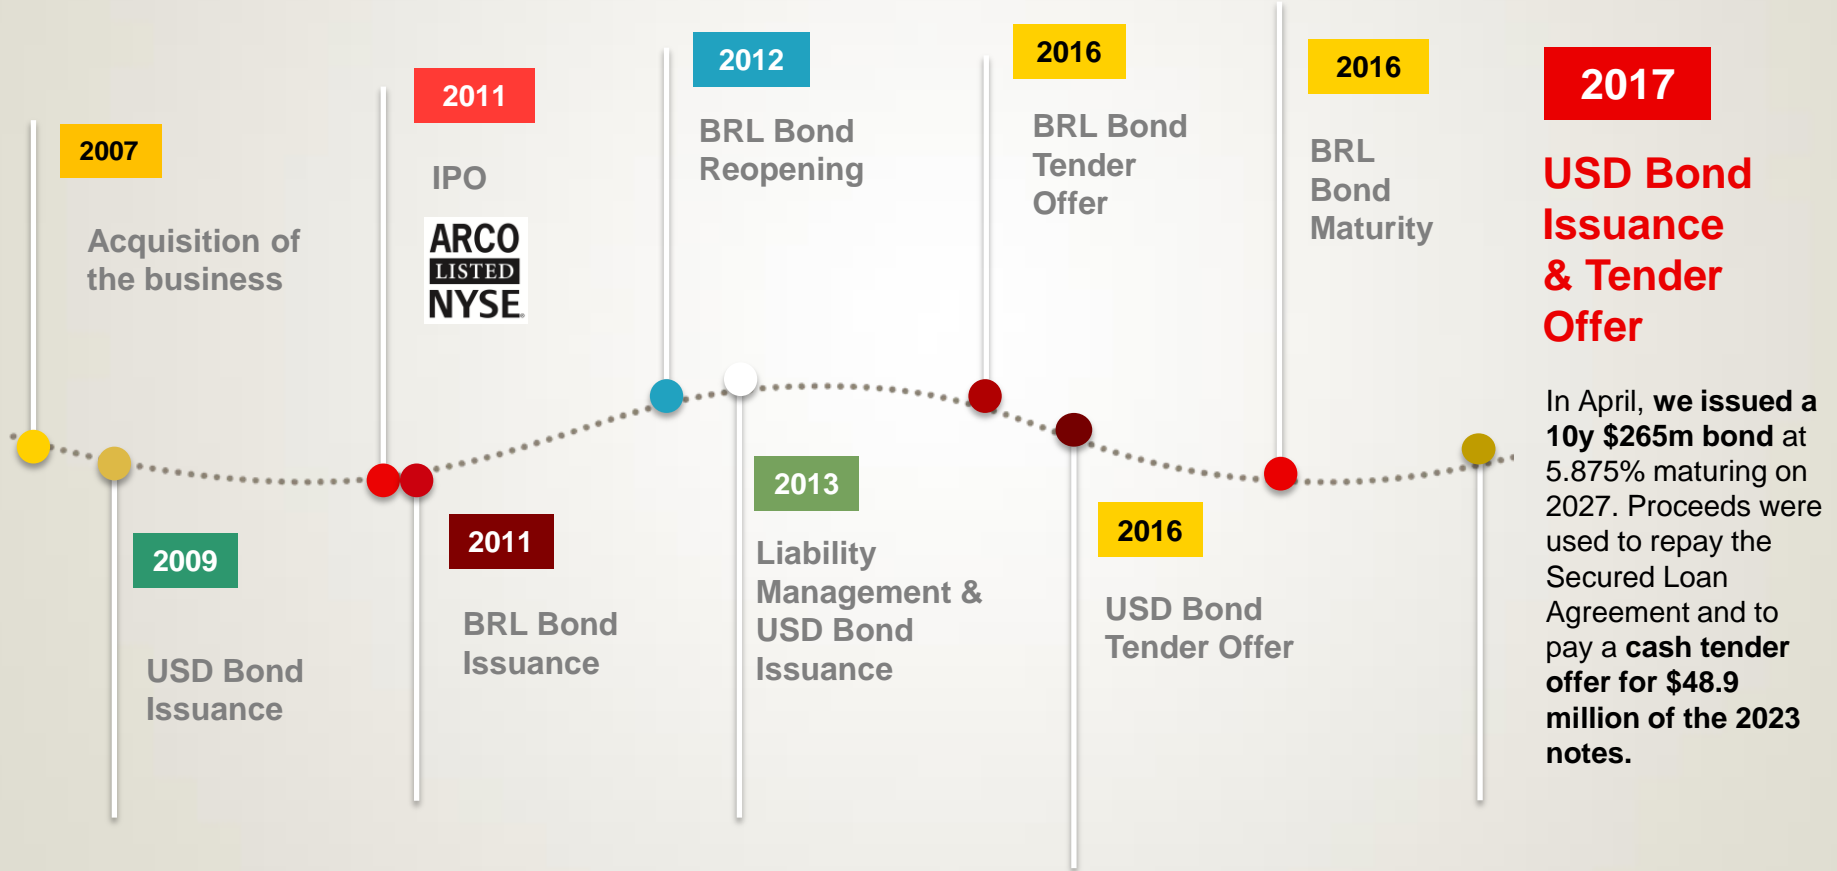 2007
Acquisition of
the business
2009
USD Bond
Issuance
2011
IPO
ARCO
LISTED
NYSE
2011
BRL Bond
Issuance
2012
BRL Bond
Reopening
2013
Liability
Management &
USD Bond
Issuance
2016
BRL Bond
Tender
Offer
2016
USD Bond
Tender Offer
2016
BRL
Bond
Maturity
2017
USD Bond
Issuance
& Tender
Offer
In April, we issued a
10y $265m bond at
5.875% maturing on
2027. Proceeds were
used to repay the
Secured Loan
Agreement and to
pay a cash tender
offer for $48.9
million of the 2023
notes.